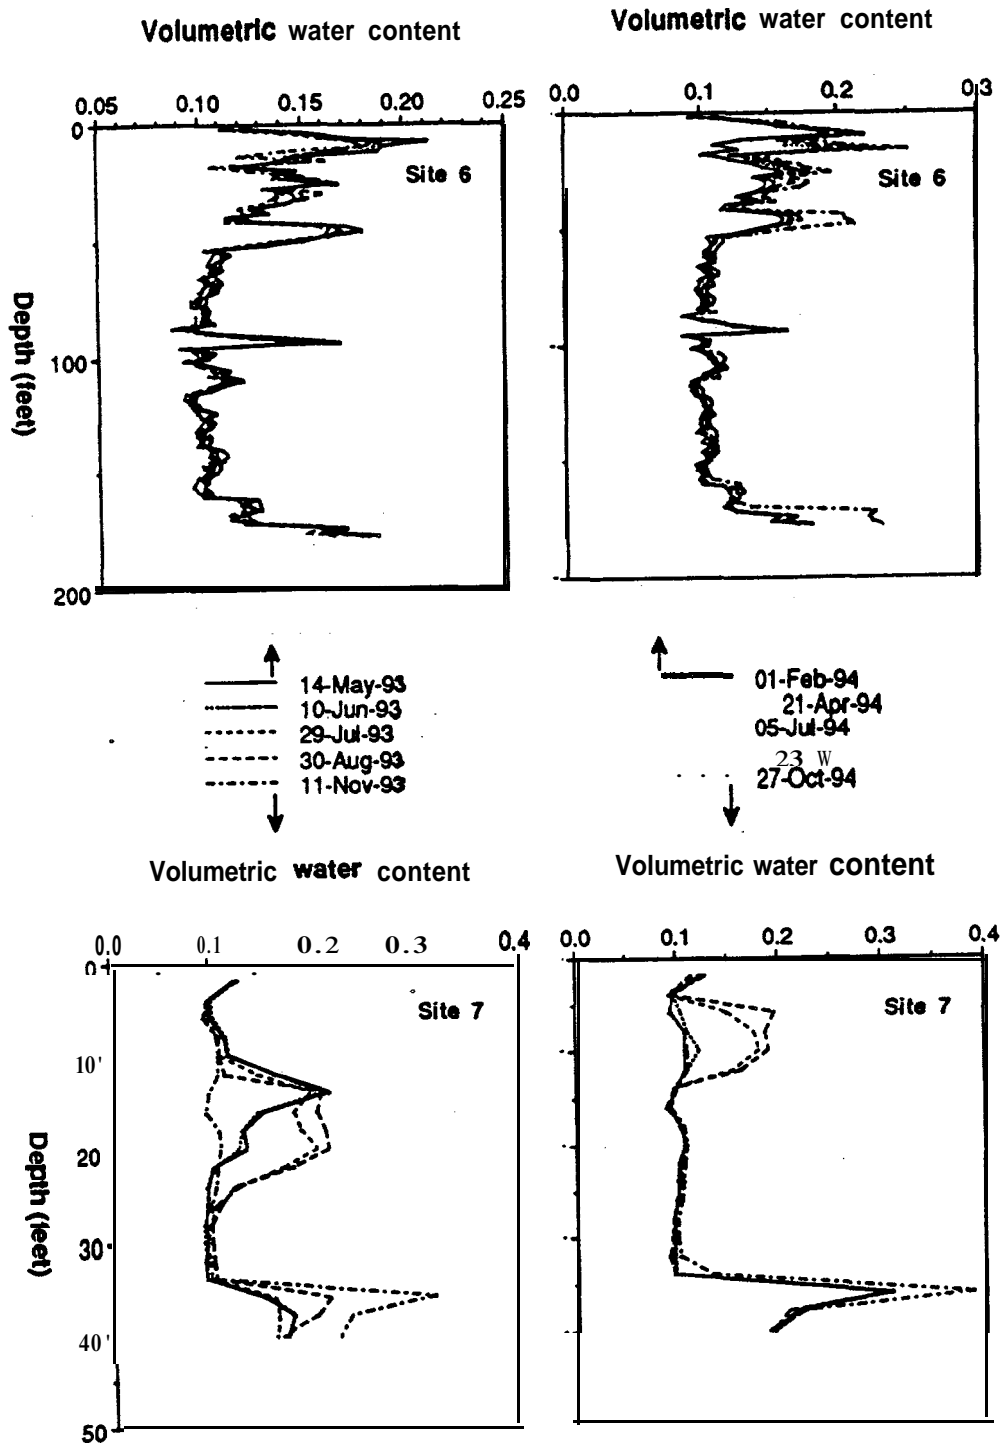 Volumetric water content
Volumetric water content
0.05 0.10 0.15 0.20 0.25
0.0 0.1 0.2 0.3
0
Site 6
Site 6
Depth (feet)
100
200
14-May-93
10-Jun-93
29-Jul-93
30-Aug-93
11-Nov-93
01-Feb-94
21-Apr-94
05-Jul-94
23 W
27-Oct-94
Volumetric water content
Volumetric water content
0.0 0.1 0.2 0.3 0.4
0.0 0.1 0.2 0.3 0.4
0
Site 7
Site 7
10'
Depth (feet)
20
30
40'
50